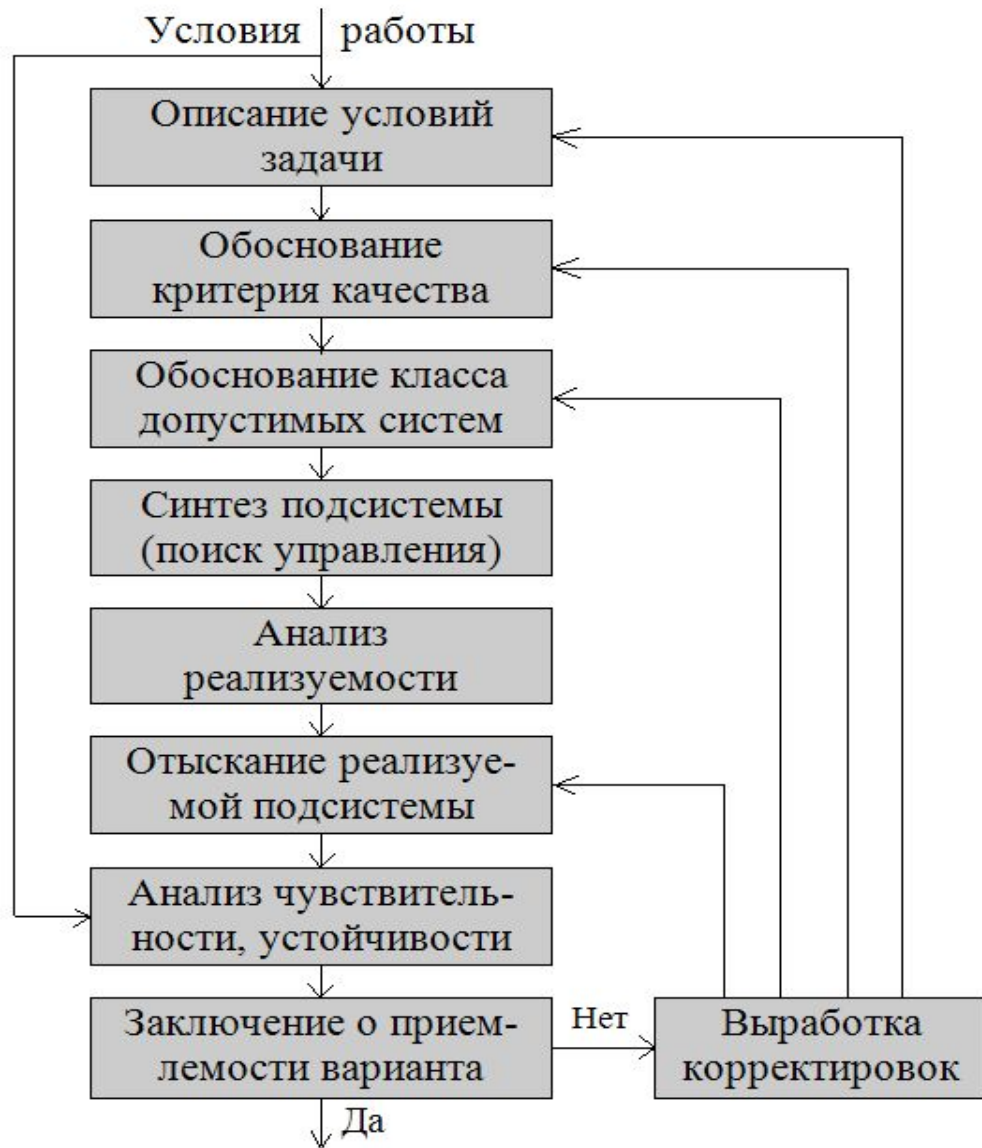 Условия работы
Описание условий
задачи
Обоснование
критерия качества
Обоснование класса
допустимых систем
Синтез подсистемы
(поиск управления)
Анализ
реализуемости
Отыскание реализуе-
мой подсистемы
Анализ чувствитель-
ности, устойчивости
Заключение о прием-
лемости варианта
Нет
Выработка
корректировок
Да